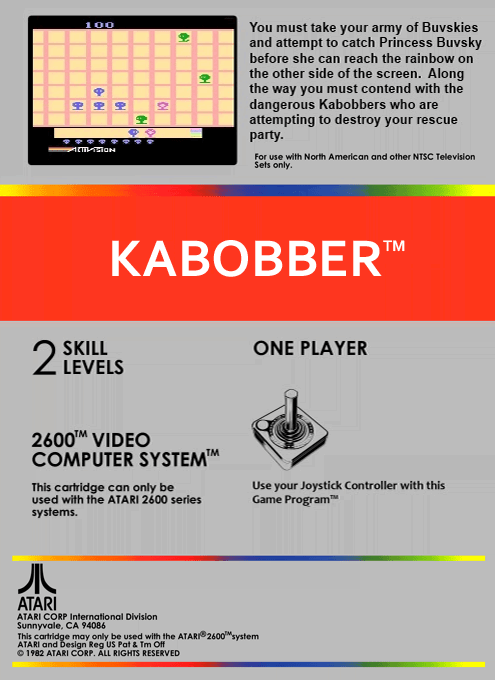 100
ACTIVISION
You must take your army of Buvskies
and attempt to catch Princess Buvsky
before she can reach the rainbow on
the other side of the screen. Along
the way you must contend with the
dangerous Kabobbers who are
attempting to destroy your rescue
party.
For use with North American and other NTSC Television
Sets only.
KABOBBER™
2 SKILL
LEVELS
ONE PLAYER
2600™ VIDEO
COMPUTER SYSTEM™
This cartridge can only be
used with the ATARI 2600 series
systems.
Use your Joystick Controller with this
Game Program™
ATARI
ATARI CORP International Division
Sunnyvale, CA 94086
This cartridge may only be used with the ATARI®2600™system
ATARI and Design Reg US Pat & Tm Off
© 1982 ATARI CORP. ALL RIGHTS RESERVED